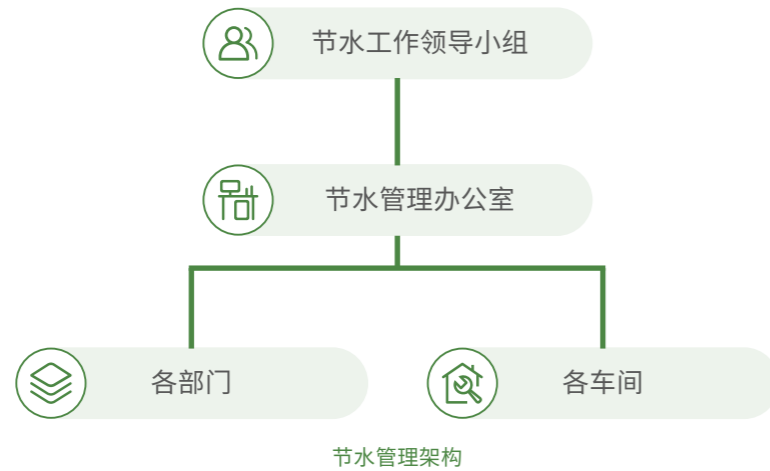 节水工作领导小组
节水管理办公室
各部门
各车间
节水管理架构